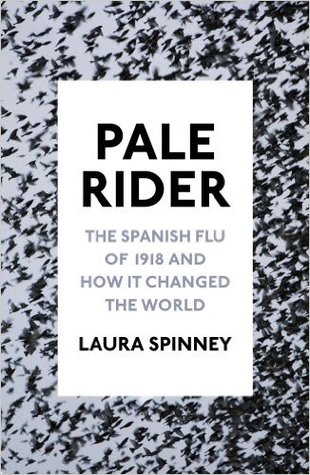 PALE
RIDER
THE SPANISH FLU
OF 1918 AND
HOW IT CHANGED
THE WORLD
LAURA SPINNEY